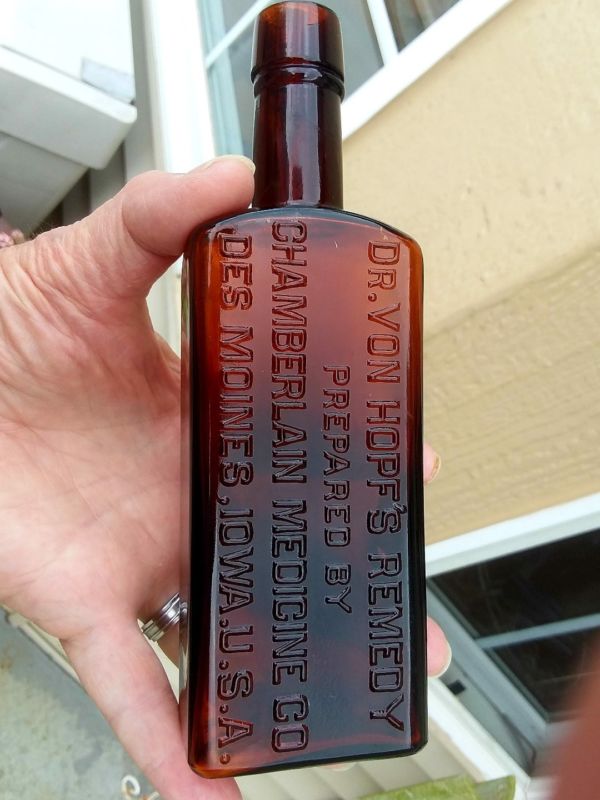 DR. VON HOPF'S REMEDY
PREPARED BY
CHAMBERLAIN MEDICINE CO
DES MOINES, IOWA. U.S.A.